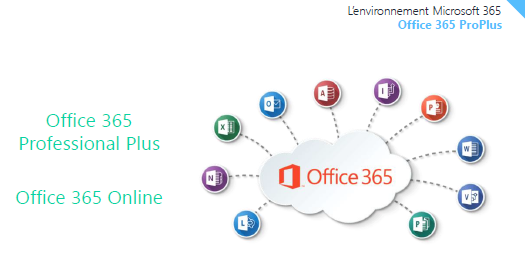 L'environnement Microsoft 365
Office 365 ProPlus
Office 365
Professional Plus
Office 365 Online
Office 365
A
I
O
P
X
W
N
V
L
P